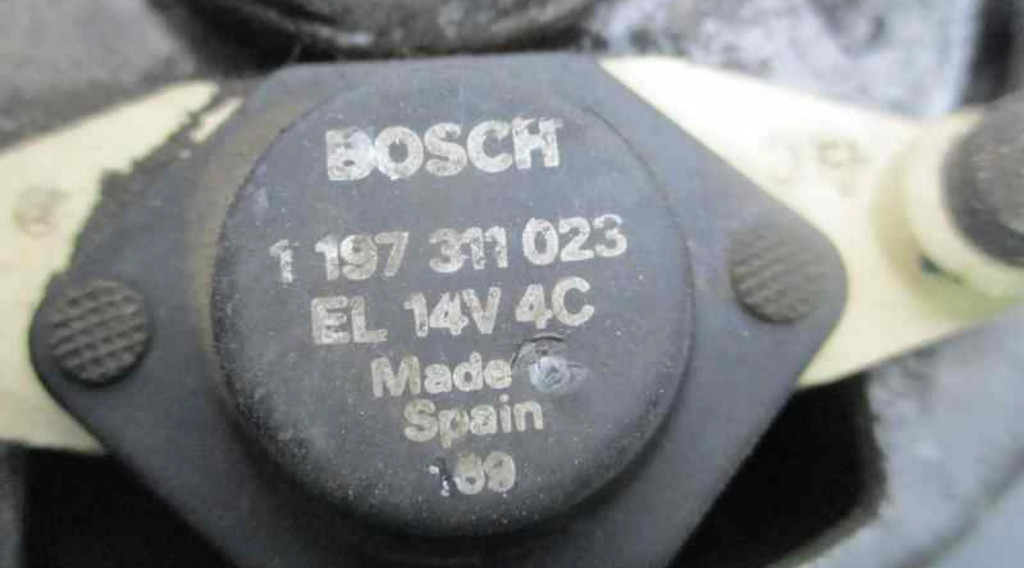 BOSCH
1 197 311 023
EL 14V 4C
Made
Spain